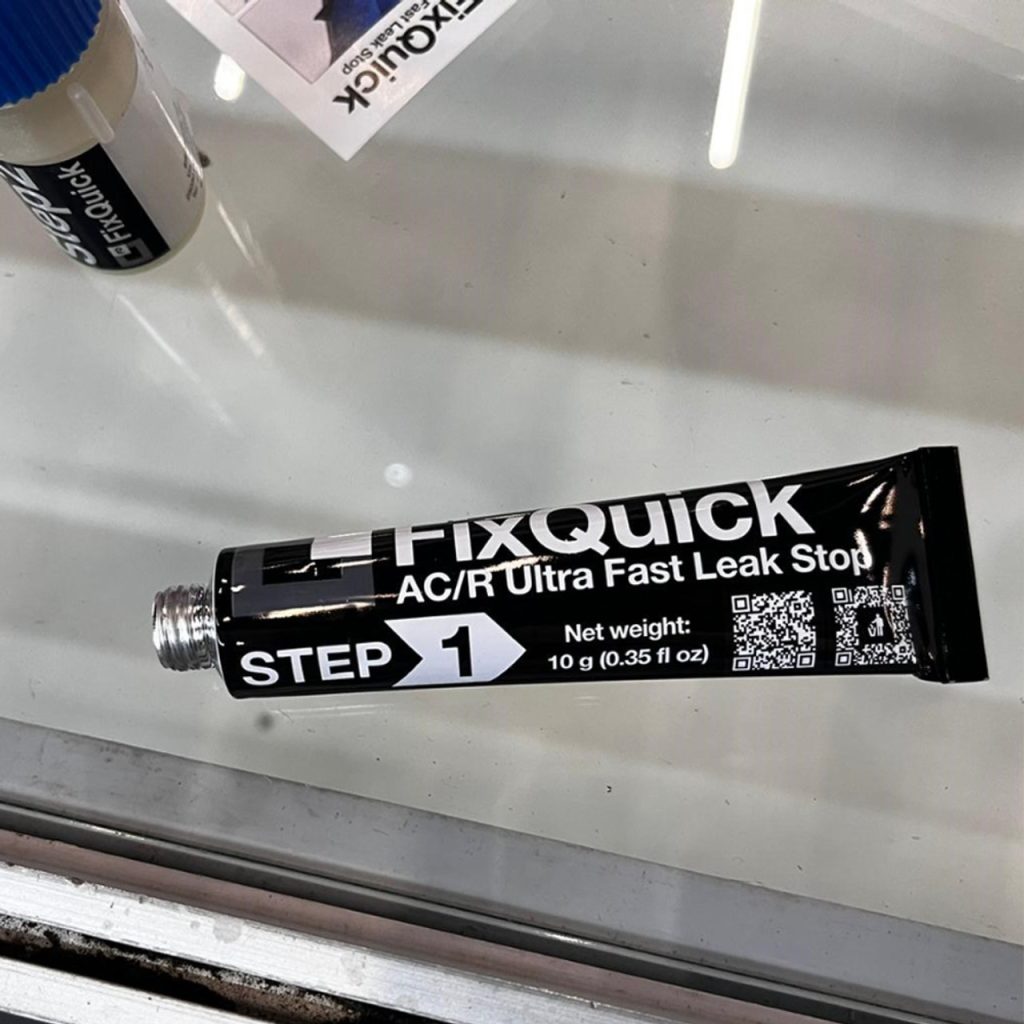 FixQuick
Fast Leak Stop
Step2
FixQuick
FixQuick
AC/R Ultra Fast Leak Stop
STEP 1
Net weight:
10 g (0.35 fl oz)